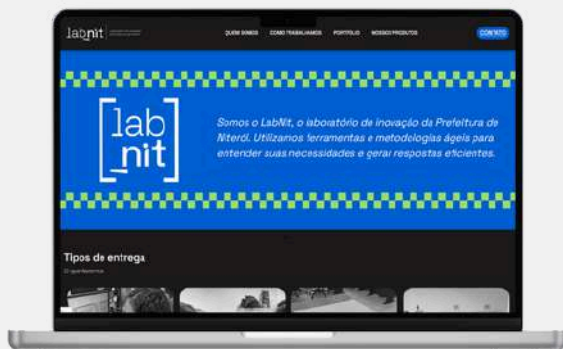 labnit
QUEM SOMOS COMO TRABALHAMOS PORTFOLIO NOSSOS PRODUTOS CONTATO
[lab
_nit]
Somos o LabNit, o laboratório de inovação da Prefeitura de
Niterói. Utilizamos ferramentas e metodologias ágeis para
entender suas necessidades e gerar respostas eficientes.
Tipos de entrega